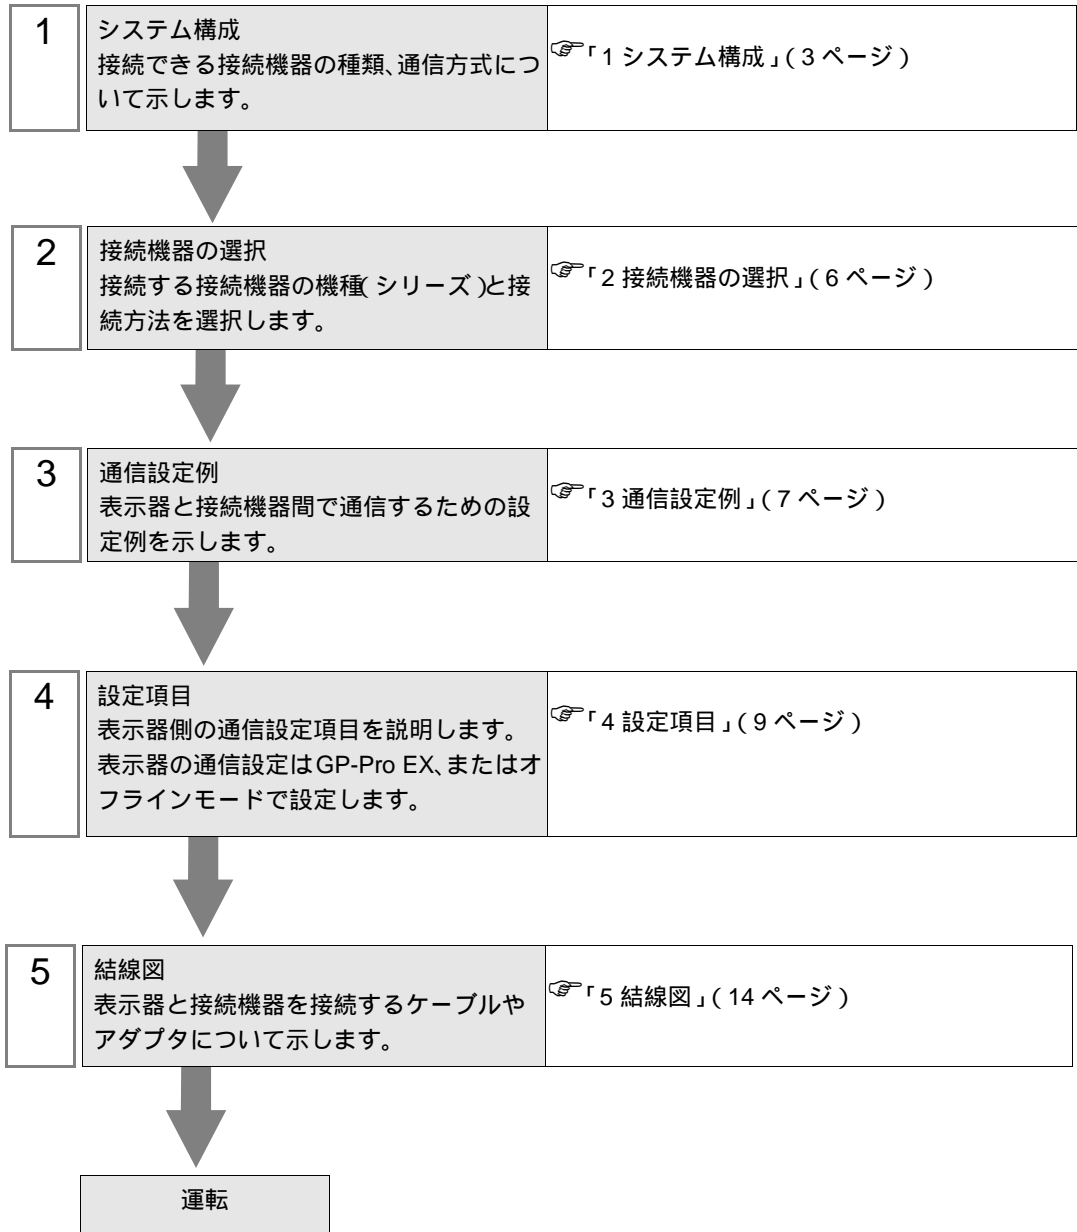 1
システム構成
接続できる接続機器の種類、通信方式につ
いて示します。
☞「1 システム構成」(3 ページ)
2
接続機器の選択
接続する接続機器の機種(シリーズ)と接
続方法を選択します。
☞「2 接続機器の選択」(6 ページ)
3
通信設定例
表示器と接続機器間で通信するための設
定例を示します。
☞「3 通信設定例」(7 ページ)
4
設定項目
表示器側の通信設定項目を説明します。
表示器の通信設定はGP-Pro EX、またはオ
フラインモードで設定します。
☞「4 設定項目」(9 ページ)
5
結線図
表示器と接続機器を接続するケーブルや
アダプタについて示します。
☞「5 結線図」(14 ページ)
運転